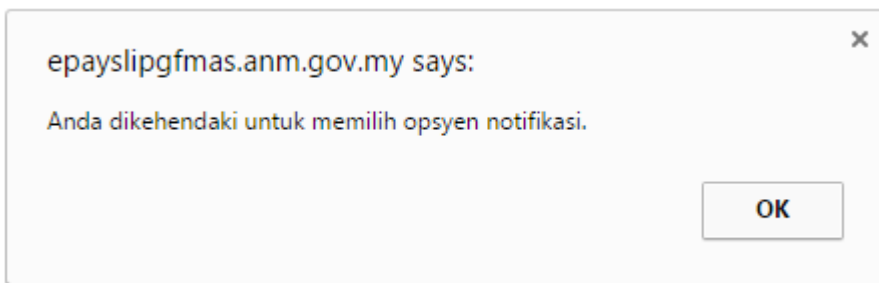 epayslipgfmas.anm.gov.my says:
Anda dikehendaki untuk memilih opsyen notifikasi.
OK